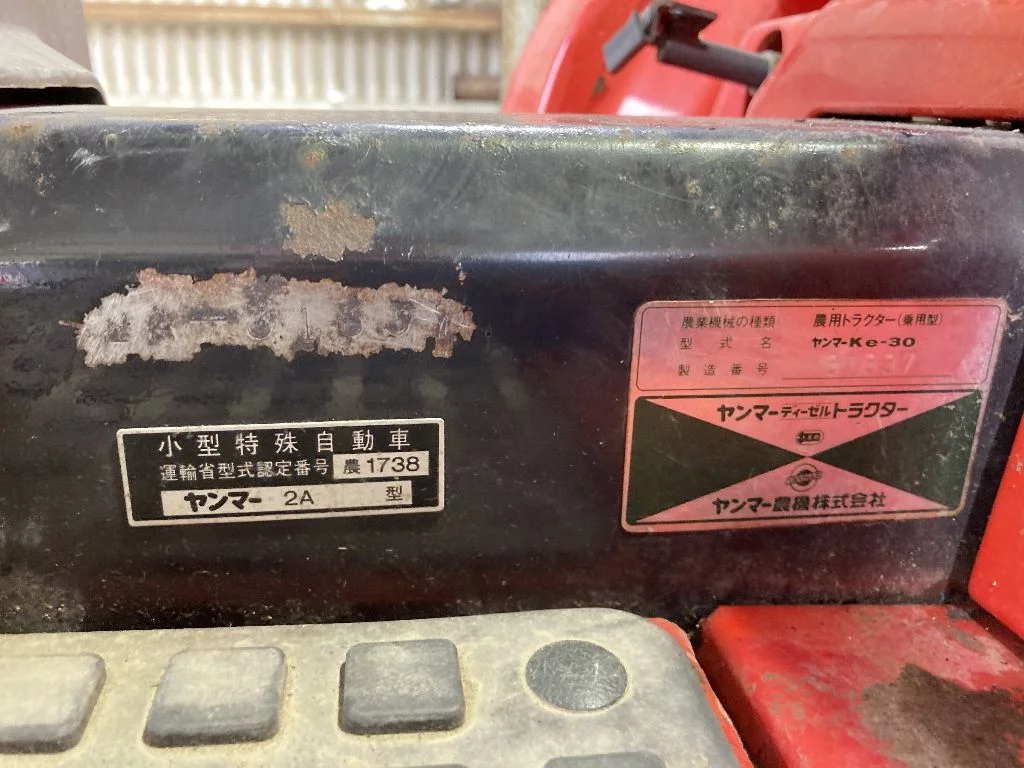 小型特殊自動車
運輸省型式認定番号 農1738
ヤンマー 2A 型
農業機械の種類 農用トラクター(乗用型)
型式名 ヤンマーKe-30
製造番号
ヤンマーディーゼルトラクター
ヤンマー農機株式会社